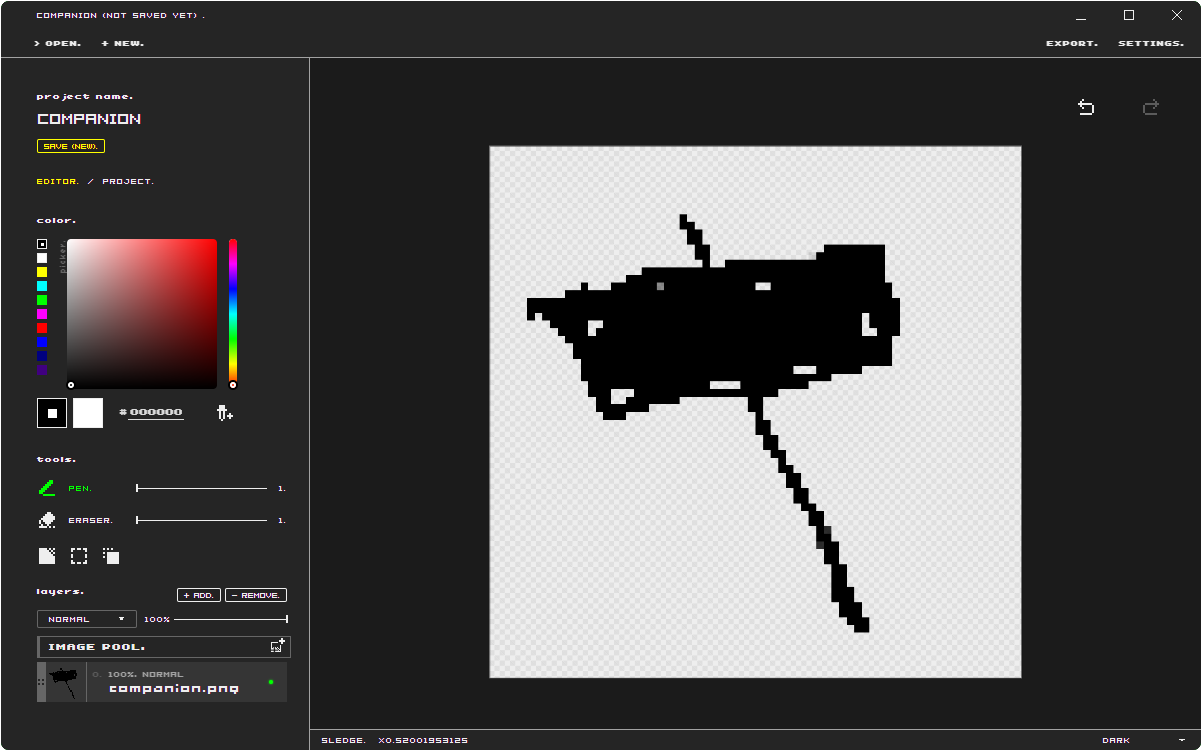 COMPANION (NOT SAVED YET) .
> OPEN. + NEW. EXPORT. SETTINGS.
project name.
COMPANION
SAVE (NEW).
EDITOR. / PROJECT.
color.
picker.
#000000
tools.
PEN. 1.
ERASER. 1.
layers.
+ ADD. - REMOVE.
NORMAL 100%
IMAGE POOL.
0. 100%, NORMAL
companion.png
SLEDGE. X0.52001953125 DARK